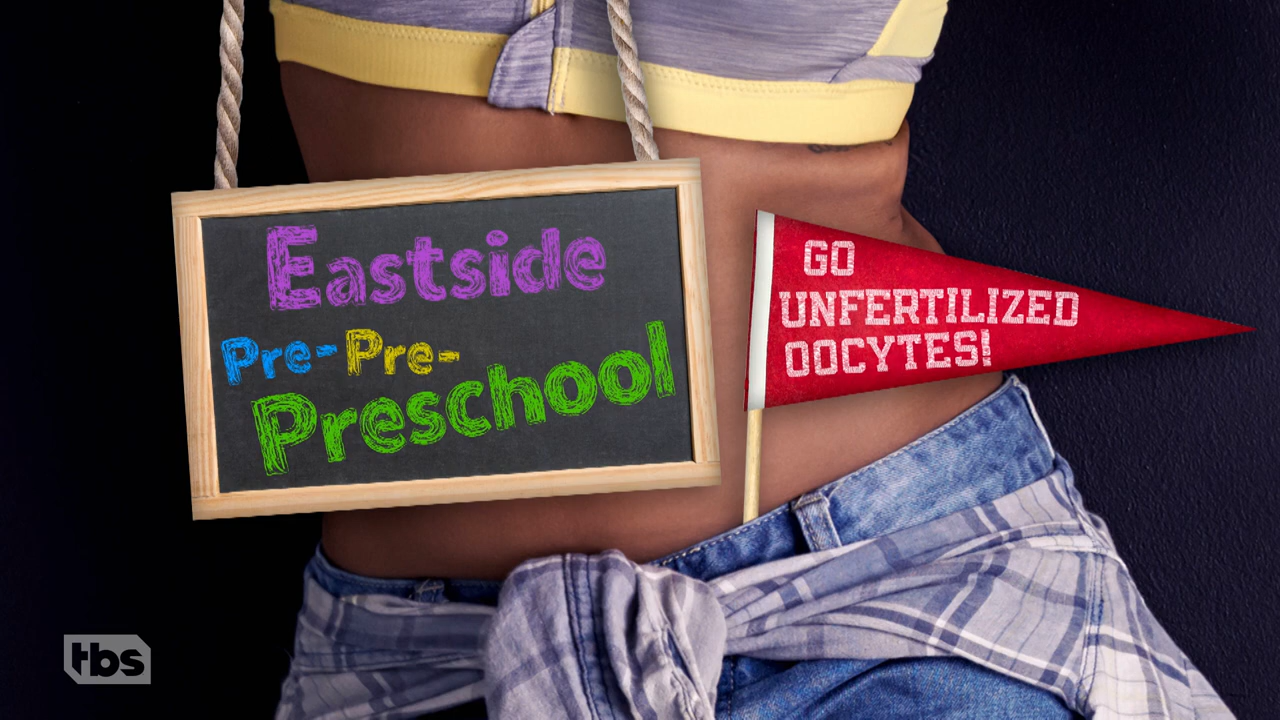 Eastside
Pre-Pre-
Preschool
GO
UNFERTILIZED
OOCYTES!
tbs